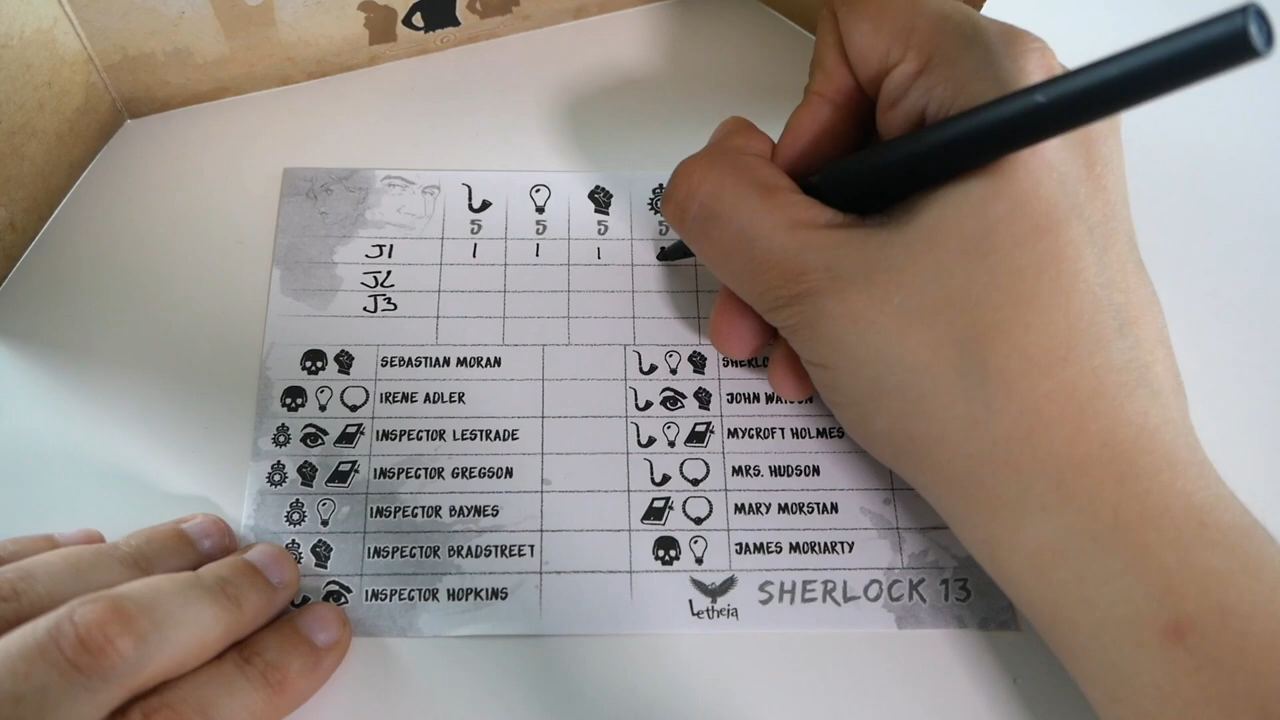 5 5 5 5
J1 1 1 1
J2
J3
SEBASTIAN MORAN
IRENE ADLER JOHN
INSPECTOR LESTRADE MYCROFT HOLMES
INSPECTOR GREGSON MRS. HUDSON
INSPECTOR BAYNES MARY MORSTAN
INSPECTOR BRADSTREET JAMES MORIARTY
INSPECTOR HOPKINS
Letheia SHERLOCK 13